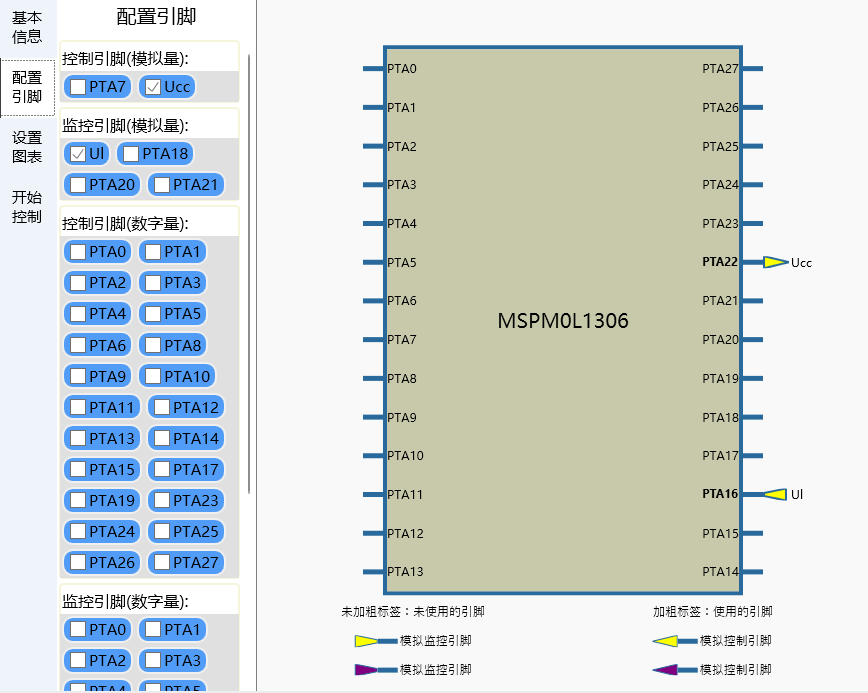 基本
信息
配置
引脚
设置
图表
开始
控制
配置引脚
控制引脚(模拟量):
PTA7 Ucc
监控引脚(模拟量):
Ul PTA18
PTA20 PTA21
控制引脚(数字量):
PTA0 PTA1
PTA2 PTA3
PTA4 PTA5
PTA6 PTA8
PTA9 PTA10
PTA11 PTA12
PTA13 PTA14
PTA15 PTA17
PTA19 PTA23
PTA24 PTA25
PTA26 PTA27
监控引脚(数字量):
PTA0 PTA1
PTA2 PTA3
PTA4 PTA5
PTA0 PTA27
PTA1 PTA26
PTA2 PTA25
PTA3 PTA24
PTA4 PTA23
PTA5 PTA22 Ucc
PTA6 PTA21
MSPM0L1306
PTA7 PTA20
PTA8 PTA19
PTA9 PTA18
PTA10 PTA17
PTA11 PTA16 Ul
PTA12 PTA15
PTA13 PTA14
未加粗标签：未使用的引脚 加粗标签：使用的引脚
模拟监控引脚 模拟控制引脚
模拟监控引脚 模拟控制引脚